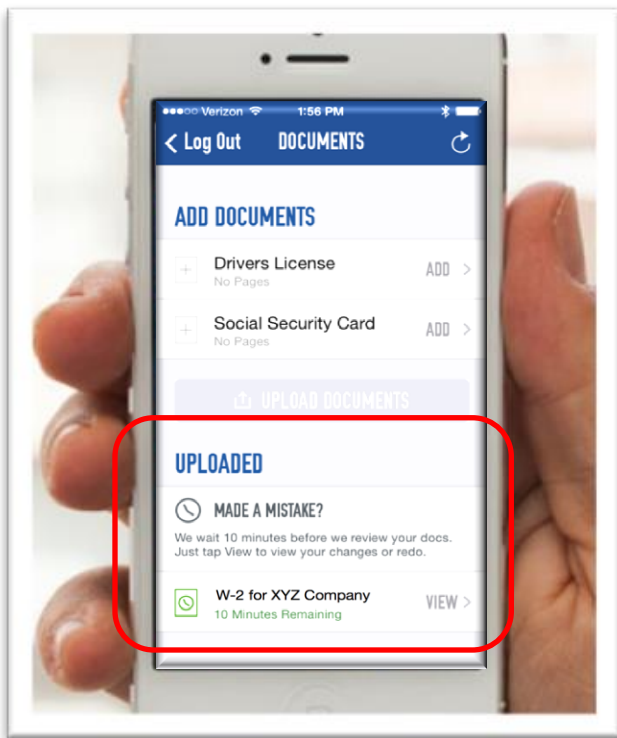 Verizon 1:56 PM
Log Out DOCUMENTS
ADD DOCUMENTS
Drivers License ADD
No Pages
Social Security Card ADD
No Pages
UPLOAD DOCUMENTS
UPLOADED
MADE A MISTAKE?
We wait 10 minutes before we review your docs.
Just tap View to view your changes or redo.
W-2 for XYZ Company VIEW
10 Minutes Remaining